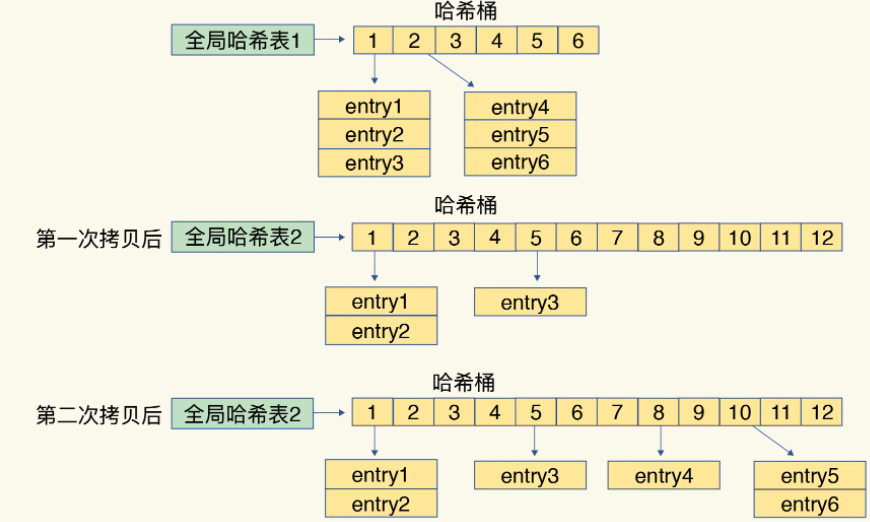 哈希桶
全局哈希表1 1 2 3 4 5 6
entry1 entry4
entry2 entry5
entry3 entry6
哈希桶
第一次拷贝后 全局哈希表2 1 2 3 4 5 6 7 8 9 10 11 12
entry1 entry3
entry2
哈希桶
第二次拷贝后 全局哈希表2 1 2 3 4 5 6 7 8 9 10 11 12
entry1 entry3 entry4 entry5
entry2 entry6